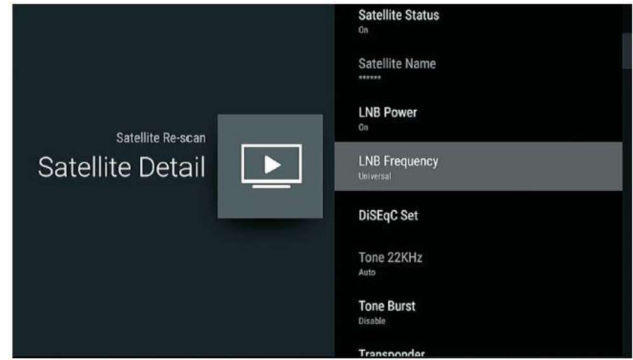 Satellite Re-scan
Satellite Detail
Satellite Status
On
Satellite Name
******
LNB Power
On
LNB Frequency
Universal
DiSEqC Set
Tone 22KHz
Auto
Tone Burst
Disable
Transponder